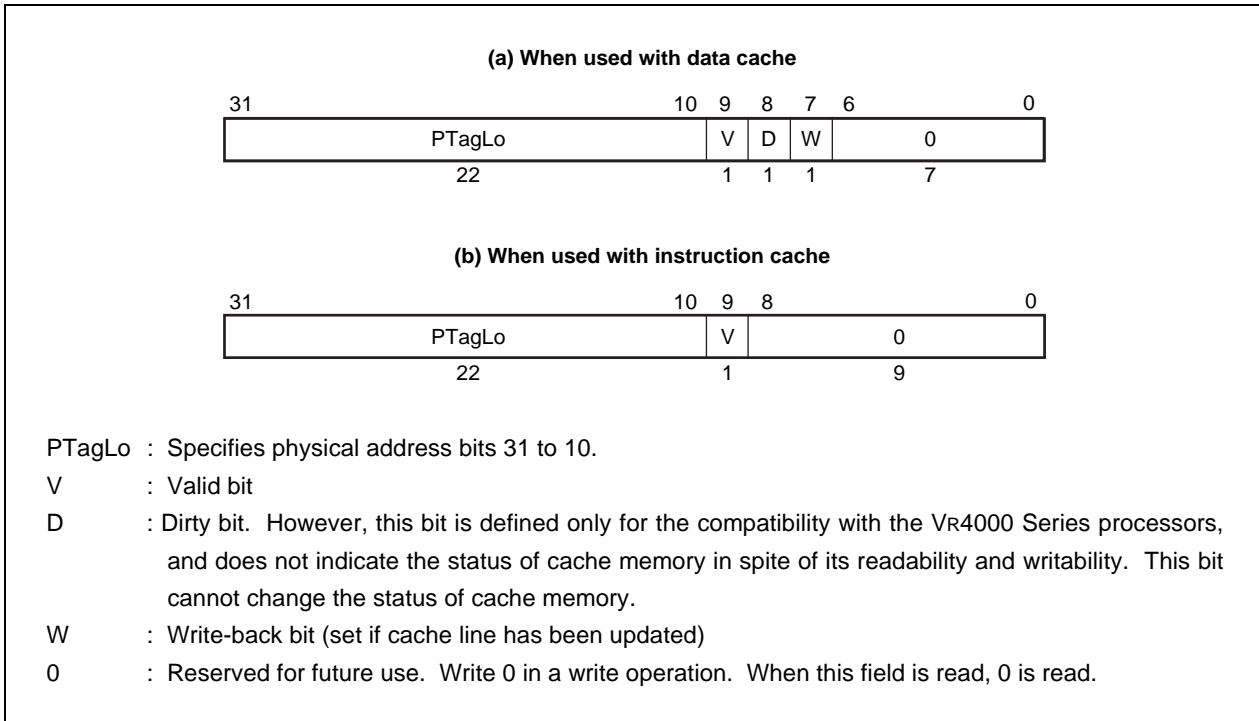 (a) When used with data cache
31 10 9 8 7 6 0
PTagLo V D W 0
22 1 1 1 7
(b) When used with instruction cache
31 10 9 8 0
PTagLo V 0
22 1 9
PTagLo : Specifies physical address bits 31 to 10.
V : Valid bit
D : Dirty bit. However, this bit is defined only for the compatibility with the VR4000 Series processors,
and does not indicate the status of cache memory in spite of its readability and writability. This bit
cannot change the status of cache memory.
W : Write-back bit (set if cache line has been updated)
0 : Reserved for future use. Write 0 in a write operation. When this field is read, 0 is read.